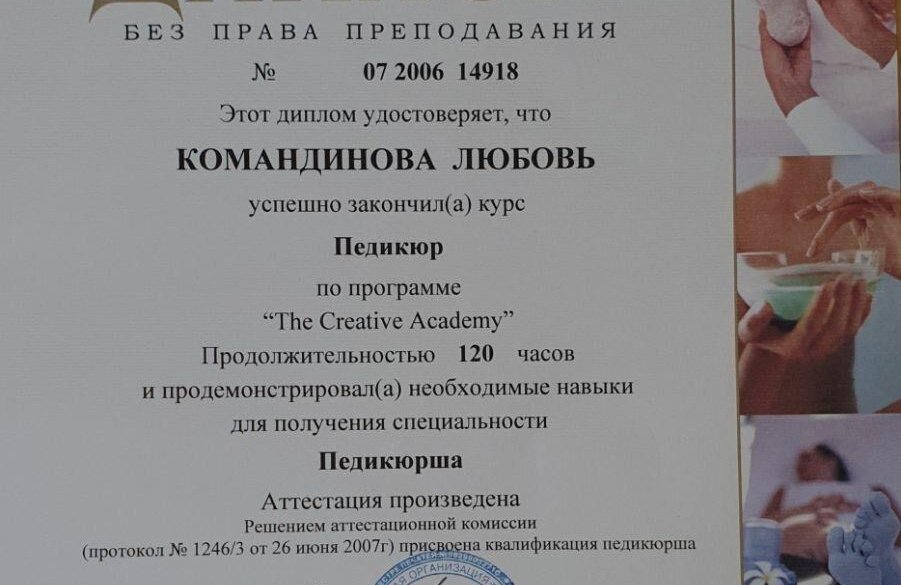 БЕЗ ПРАВА ПРЕПОДАВАНИЯ
№ 07 2006 14918
Этот диплом удостоверяет, что
КОМАНДИНОВА ЛЮБОВЬ
успешно закончил(а) курс
Педикюр
по программе
“The Creative Academy”
Продолжительностью 120 часов
и продемонстрировал(а) необходимые навыки
для получения специальности
Педикюрша
Аттестация произведена
Решением аттестационной комиссии
(протокол № 1246/3 от 26 июня 2007г) присвоена квалификация педикюрша
ОРГАНИЗАЦИЯ